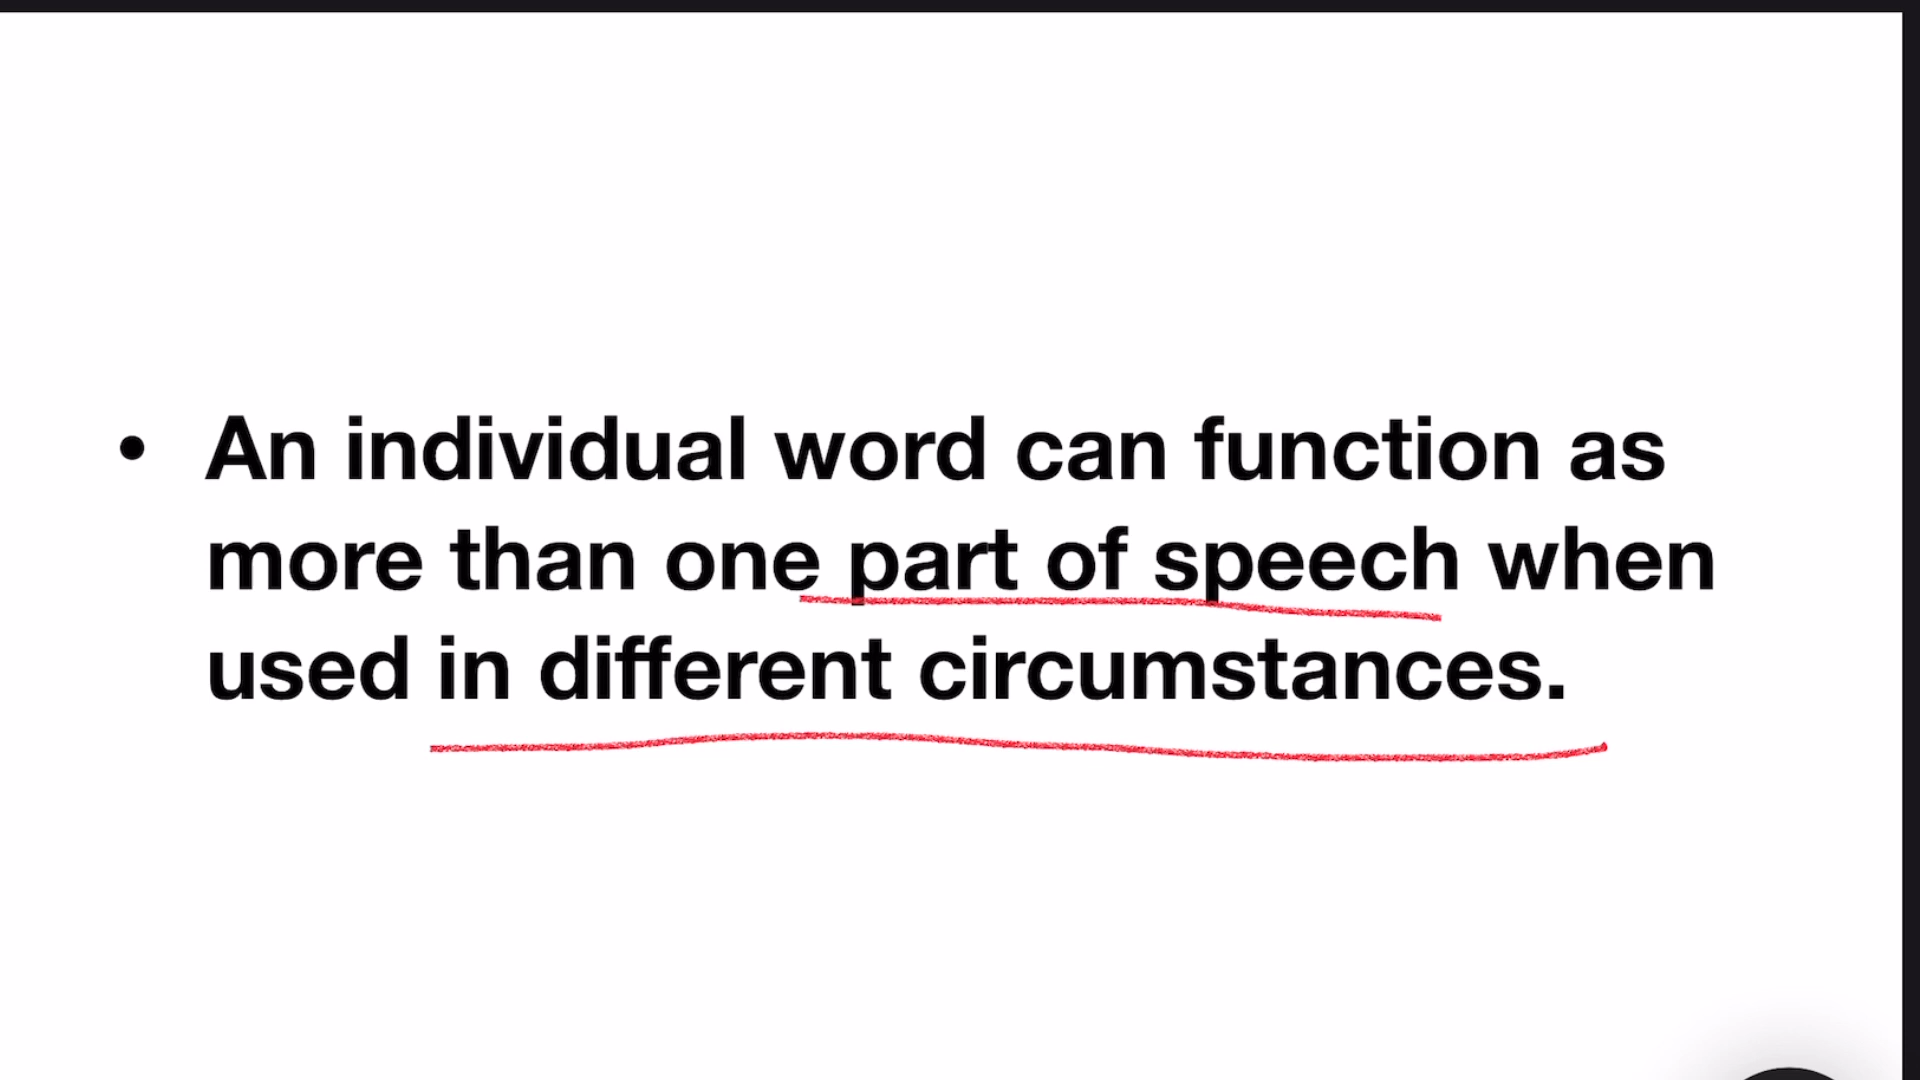 • An individual word can function as
more than one part of speech when
used in different circumstances.